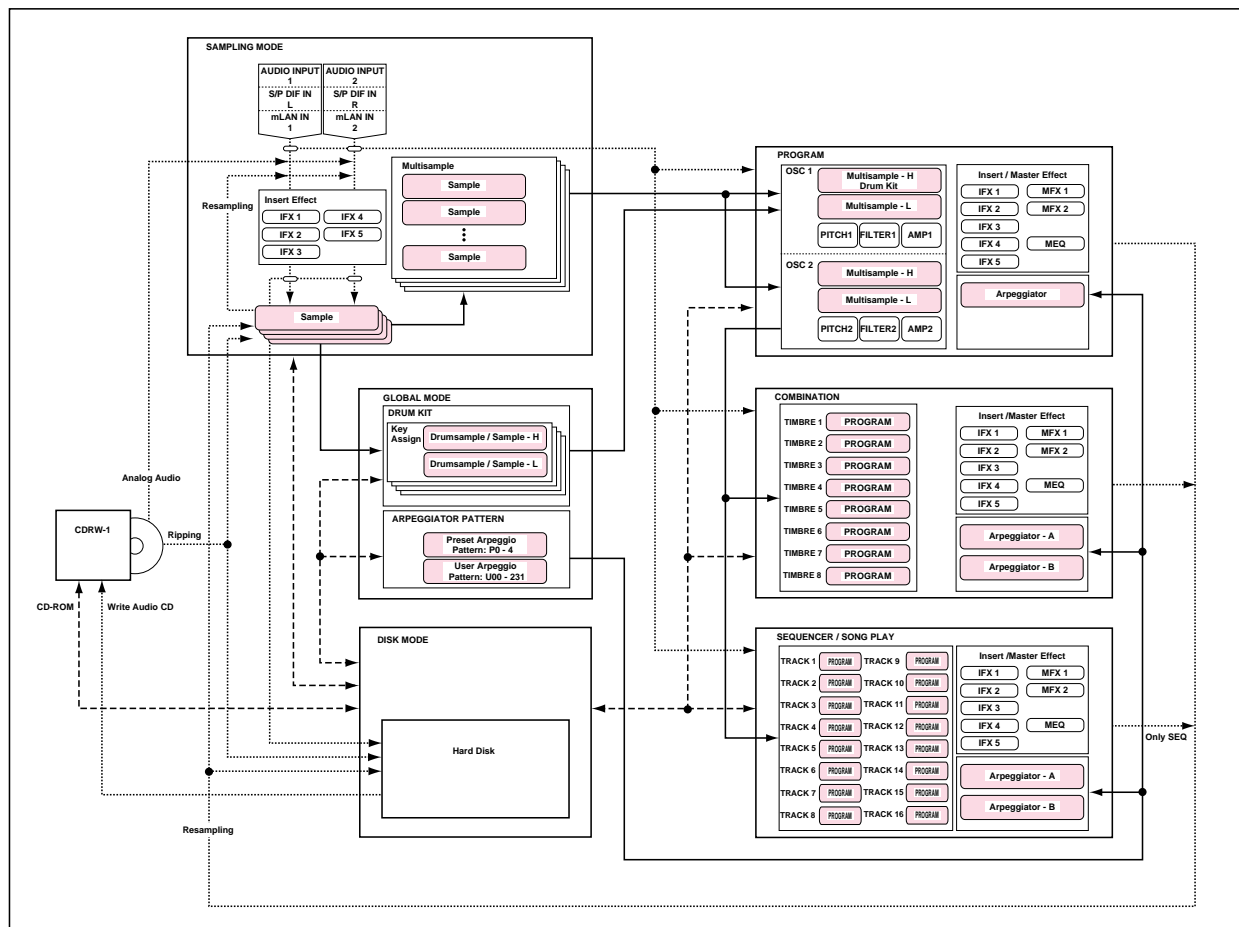 SAMPLING MODE
AUDIO INPUT
1
AUDIO INPUT
2
S/P DIF IN
L
S/P DIF IN
R
mLAN IN
1
mLAN IN
2
Resampling
Insert Effect
IFX 1
IFX 4
IFX 2
IFX 5
IFX 3
Multisample
Sample
Sample
Sample
Sample
GLOBAL MODE
DRUM KIT
Key
Assign
Drumsample / Sample - H
Drumsample / Sample - L
ARPEGGIATOR PATTERN
Preset Arpeggio
Pattern: P0 - 4
User Arpeggio
Pattern: U00 - 231
Analog Audio
CDRW-1
Ripping
CD-ROM
Write Audio CD
Resampling
DISK MODE
Hard Disk
PROGRAM
OSC 1
Multisample - H
Drum Kit
Multisample - L
PITCH1
FILTER1
AMP1
OSC 2
Multisample - H
Multisample - L
PITCH2
FILTER2
AMP2
Insert / Master Effect
IFX 1
MFX 1
IFX 2
MFX 2
IFX 3
IFX 4
MEQ
IFX 5
Arpeggiator
COMBINATION
TIMBRE 1
PROGRAM
TIMBRE 2
PROGRAM
TIMBRE 3
PROGRAM
TIMBRE 4
PROGRAM
TIMBRE 5
PROGRAM
TIMBRE 6
PROGRAM
TIMBRE 7
PROGRAM
TIMBRE 8
PROGRAM
Insert /Master Effect
IFX 1
MFX 1
IFX 2
MFX 2
IFX 3
IFX 4
MEQ
IFX 5
Arpeggiator - A
Arpeggiator - B
SEQUENCER / SONG PLAY
TRACK 1
PROGRAM
TRACK 9
PROGRAM
TRACK 2
PROGRAM
TRACK 10
PROGRAM
TRACK 3
PROGRAM
TRACK 11
PROGRAM
TRACK 4
PROGRAM
TRACK 12
PROGRAM
TRACK 5
PROGRAM
TRACK 13
PROGRAM
TRACK 6
PROGRAM
TRACK 14
PROGRAM
TRACK 7
PROGRAM
TRACK 15
PROGRAM
TRACK 8
PROGRAM
TRACK 16
PROGRAM
Insert /Master Effect
IFX 1
MFX 1
IFX 2
MFX 2
IFX 3
IFX 4
MEQ
IFX 5
Arpeggiator - A
Arpeggiator - B
Only SEQ